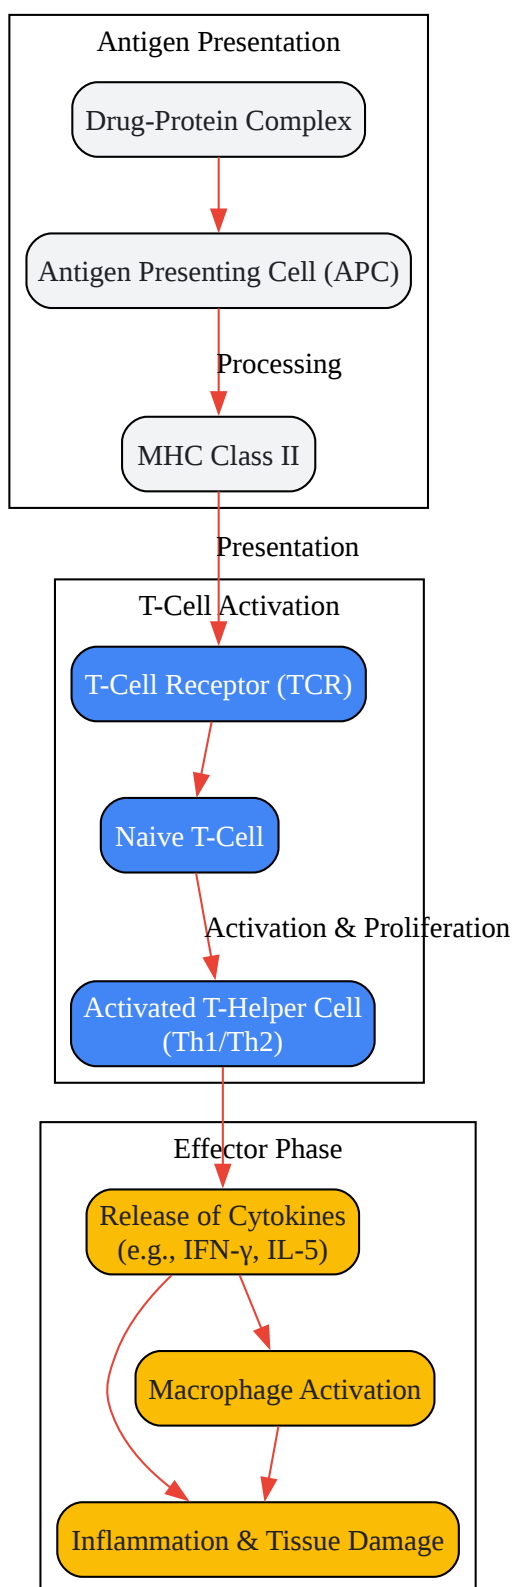 Antigen Presentation
Drug-Protein Complex
Antigen Presenting Cell (APC)
Processing
MHC Class II
Presentation
T-Cell Activation
T-Cell Receptor (TCR)
Naive T-Cell
Activation & Proliferation
Activated T-Helper Cell
(Th1/Th2)
Effector Phase
Release of Cytokines
(e.g., IFN-γ, IL-5)
Macrophage Activation
Inflammation & Tissue Damage